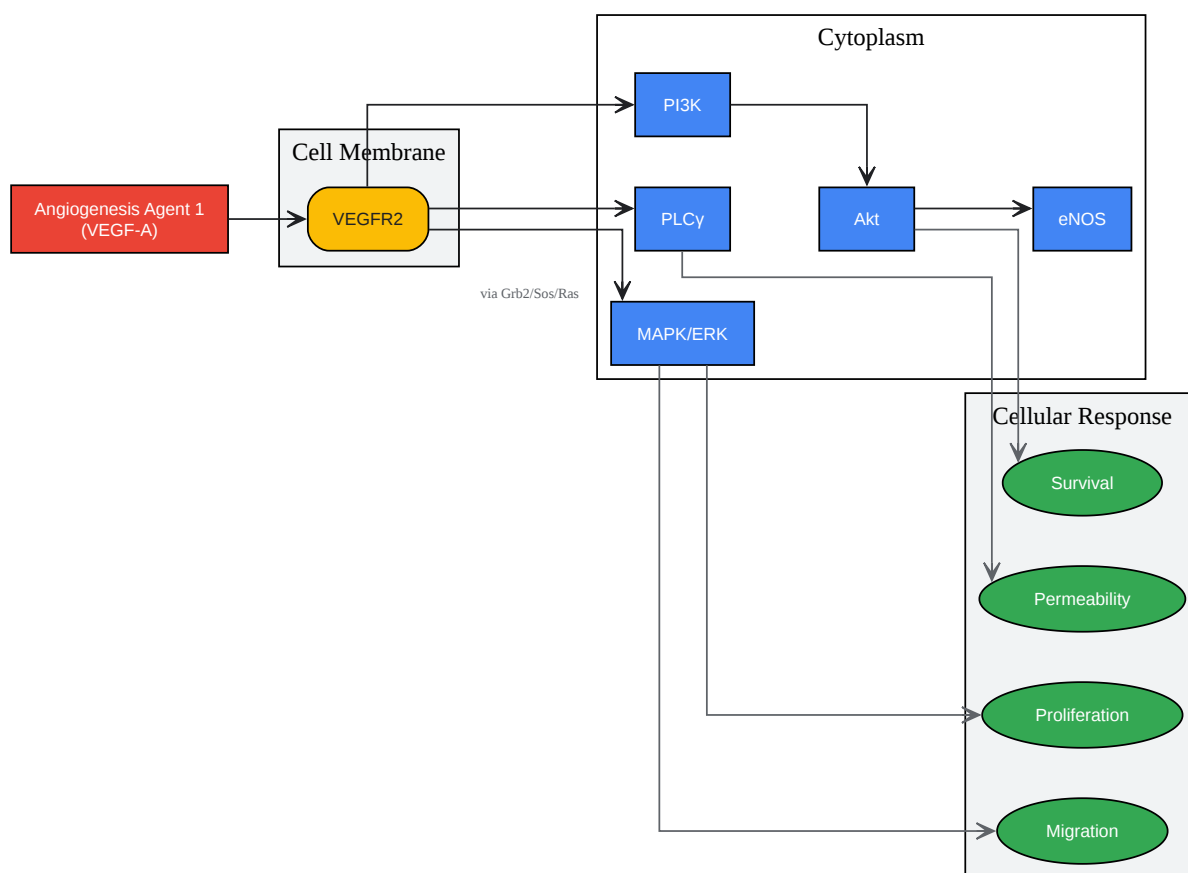 Cytoplasm
PI3K
Cell Membrane
Angiogenesis Agent 1
(VEGF-A)
VEGFR2
PLCγ
Akt
eNOS
via Grb2/Sos/Ras
MAPK/ERK
Cellular Response
Survival
Permeability
Proliferation
Migration